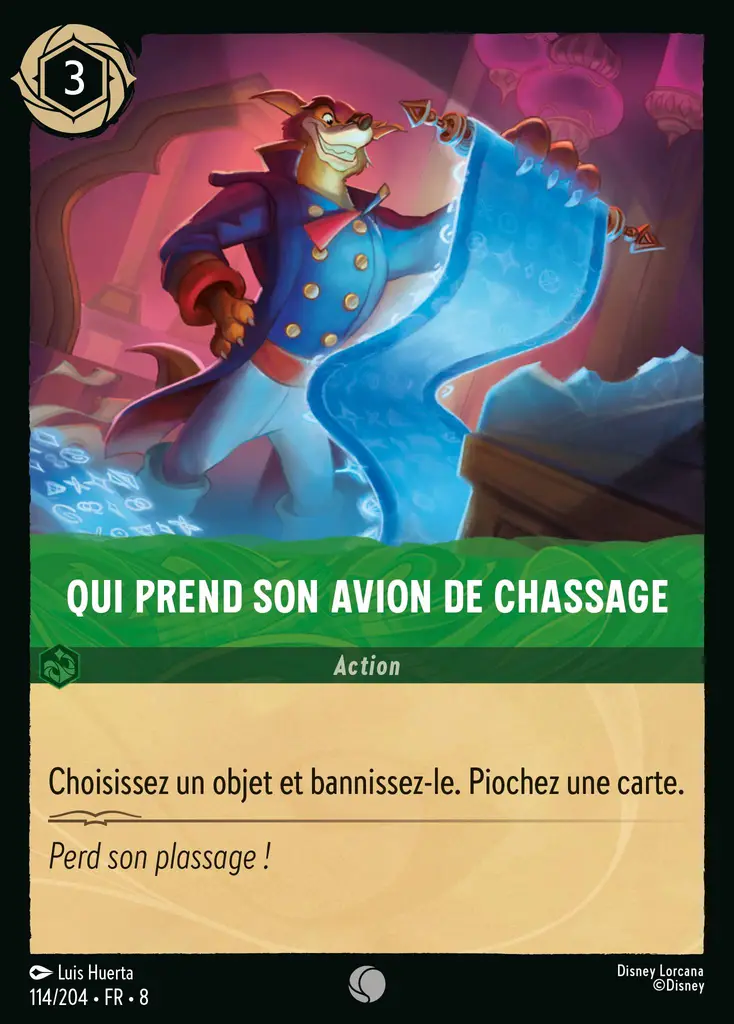 3
QUI PREND SON AVION DE CHASSAGE
Action
Choisissez un objet et bannissez-le. Piochez une carte.
Perd son plassage !
Luis Huerta
114/204 • FR • 8
Disney Lorcana
©Disney